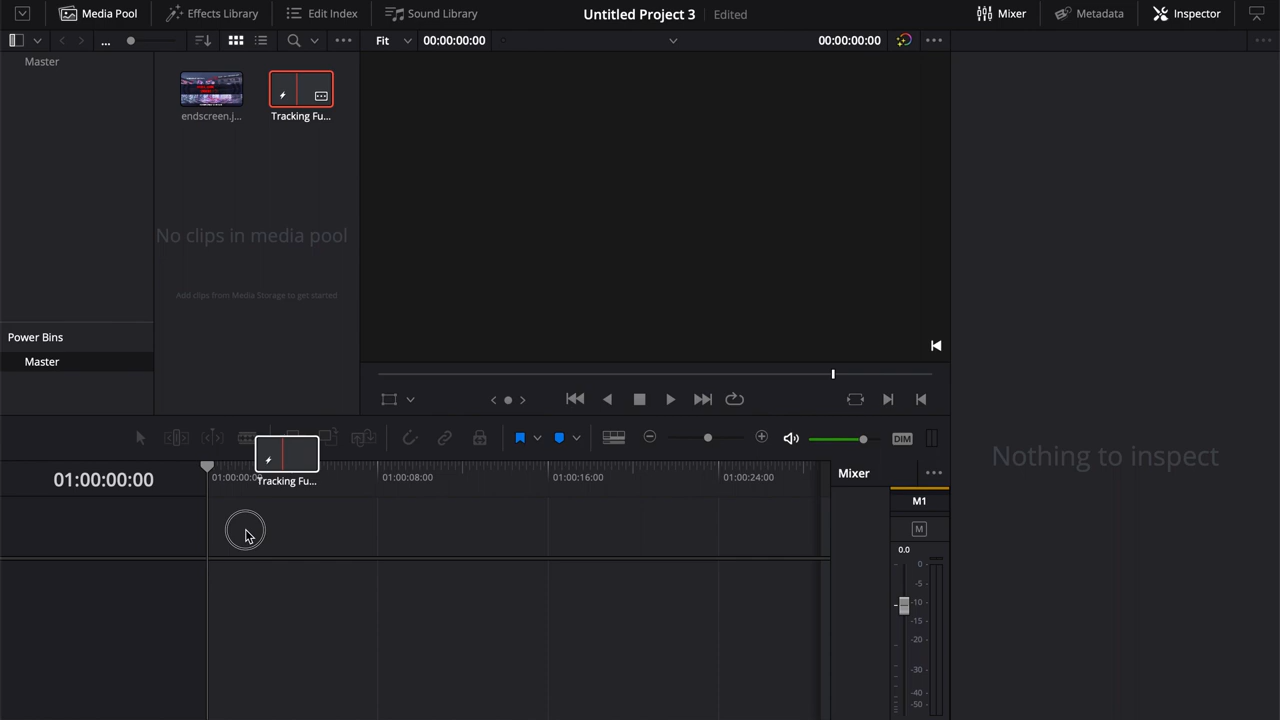 Media Pool
Effects Library
Edit Index
Sound Library
Untitled Project 3
Edited
Mixer
Metadata
Inspector
...
Fit
00:00:00:00
00:00:00:00
Master
endscreen.j...
Tracking Fu...
No clips in media pool
Add clips from Media Storage to get started
Power Bins
Master
DIM
Tracking Fu...
01:00:00:00
01:00:00:00
01:00:08:00
01:00:16:00
01:00:24:00
Mixer
M1
M
0.0
0
-5
-10
-15
-20
-30
-40
-50
Nothing to inspect